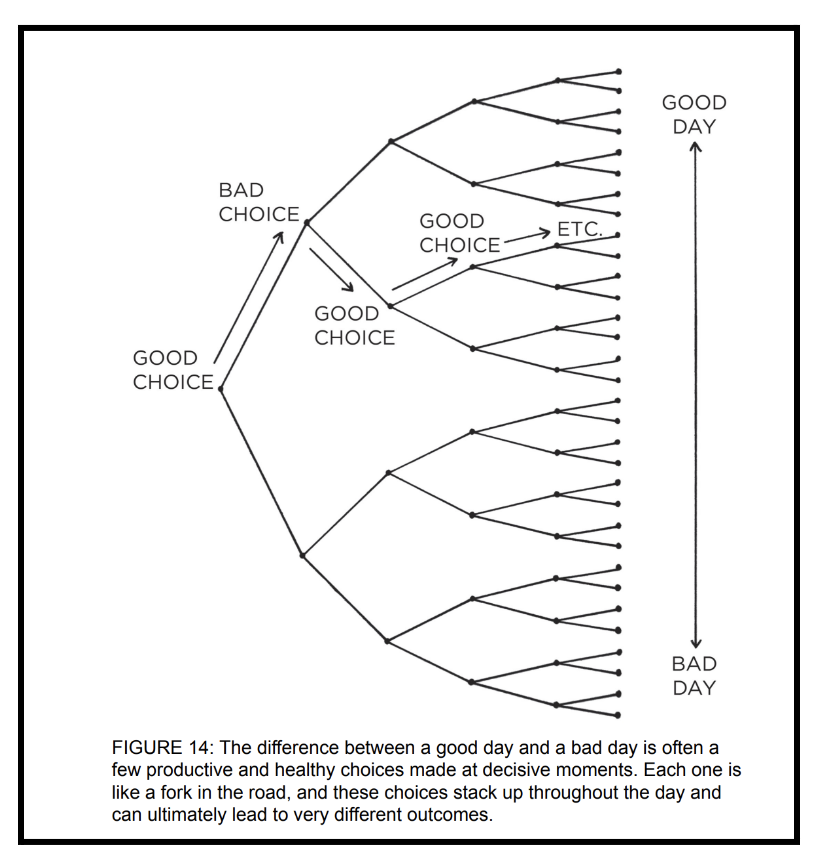 GOOD
DAY
BAD
CHOICE
GOOD
CHOICE
ETC.
GOOD
CHOICE
GOOD
CHOICE
BAD
DAY
FIGURE 14: The difference between a good day and a bad day is often a
few productive and healthy choices made at decisive moments. Each one is
like a fork in the road, and these choices stack up throughout the day and
can ultimately lead to very different outcomes.